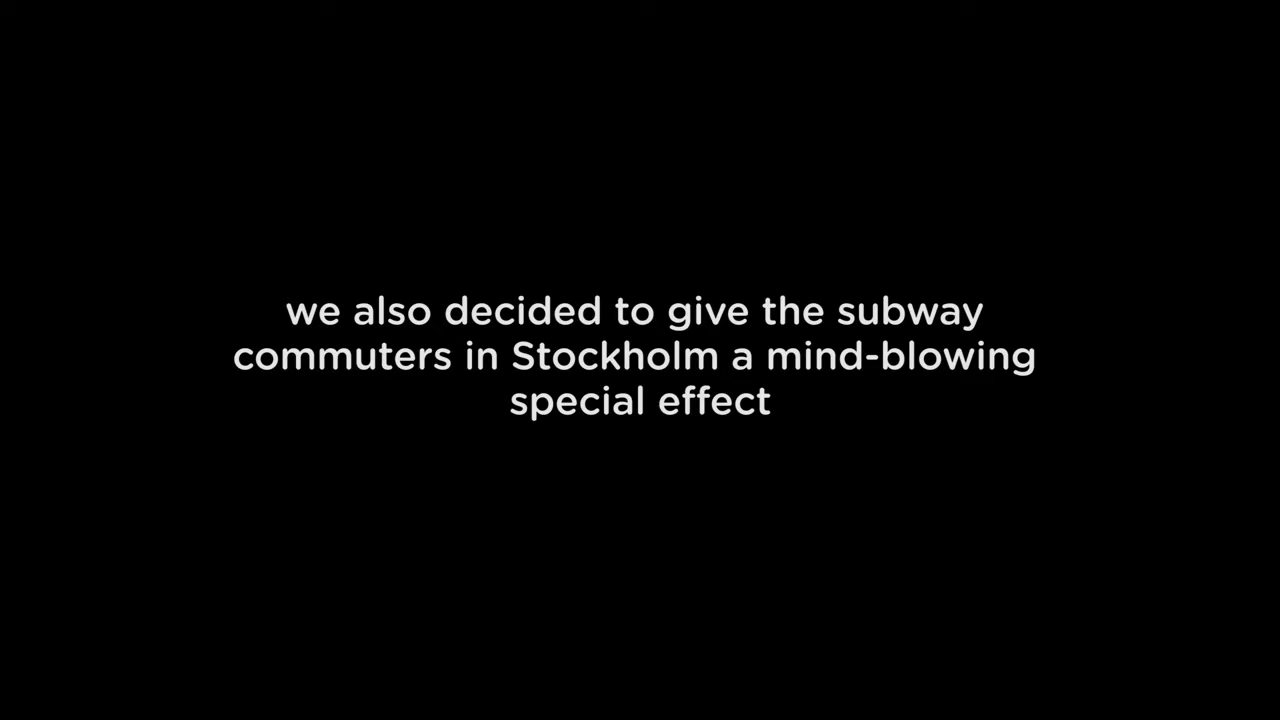 we also decided to give the subway
commuters in Stockholm a mind-blowing
special effect